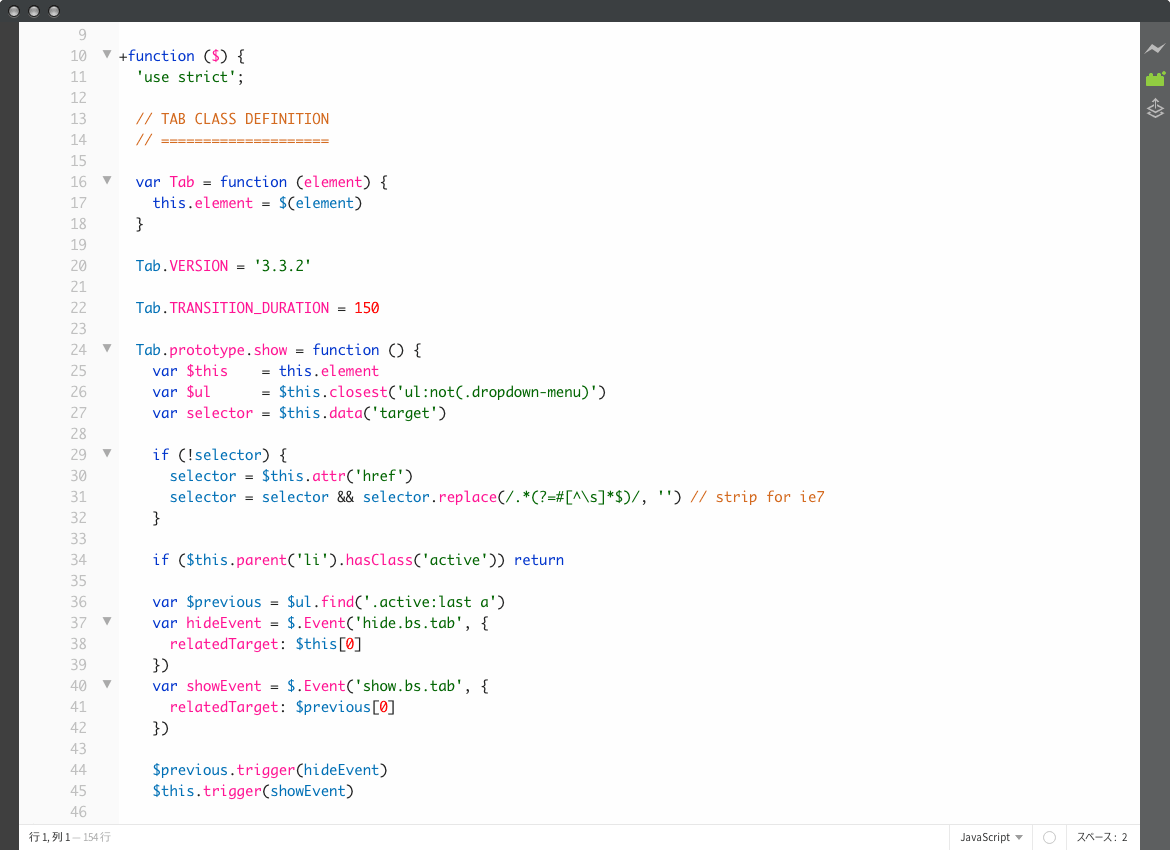 9
10 ▼ +function ($) {
11   'use strict';
12
13   // TAB CLASS DEFINITION
14   // ====================
15
16 ▼   var Tab = function (element) {
17     this.element = $(element)
18   }
19
20   Tab.VERSION = '3.3.2'
21
22   Tab.TRANSITION_DURATION = 150
23
24 ▼   Tab.prototype.show = function () {
25     var $this    = this.element
26     var $ul      = $this.closest('ul:not(.dropdown-menu)')
27     var selector = $this.data('target')
28
29 ▼     if (!selector) {
30       selector = $this.attr('href')
31       selector = selector && selector.replace(/.*(?=#[^\s]*$)/, '') // strip for ie7
32     }
33
34     if ($this.parent('li').hasClass('active')) return
35
36     var $previous = $ul.find('.active:last a')
37 ▼     var hideEvent = $.Event('hide.bs.tab', {
38       relatedTarget: $this[0]
39     })
40 ▼     var showEvent = $.Event('show.bs.tab', {
41       relatedTarget: $previous[0]
42     })
43
44     $previous.trigger(hideEvent)
45     $this.trigger(showEvent)
46
行 1, 列 1 — 154 行 JavaScript ▼ スペース: 2